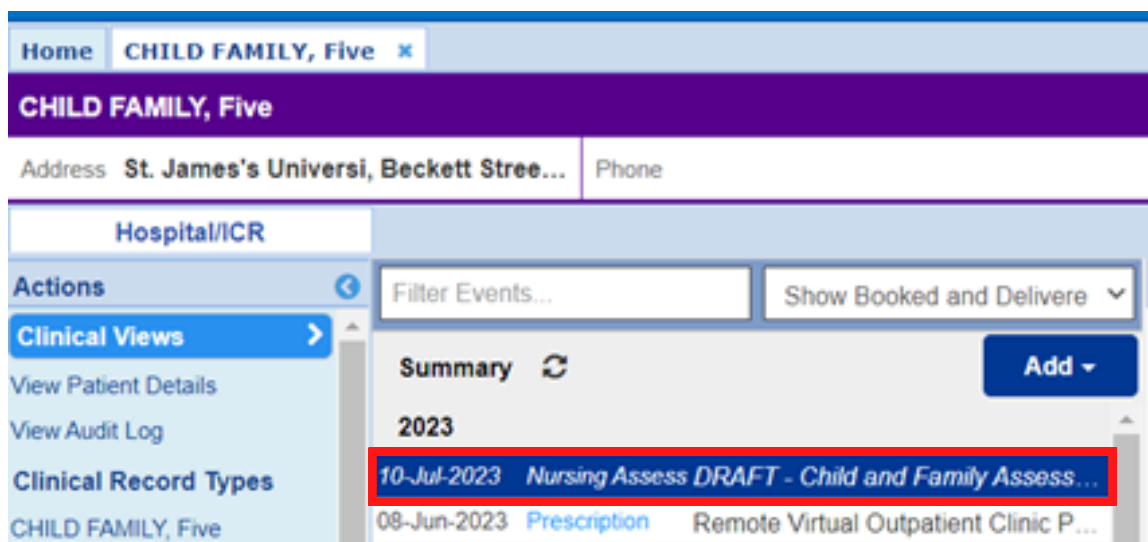 Home CHILD FAMILY, Five ×
CHILD FAMILY, Five
Address St. James's Universi, Beckett Stree... Phone
Hospital/ICR
Actions
Filter Events... Show Booked and Delivere
Clinical Views
Summary Add
View Patient Details
View Audit Log
2023
Clinical Record Types
10-Jul-2023 Nursing Assess DRAFT - Child and Family Assess...
CHILD FAMILY, Five
08-Jun-2023 Prescription Remote Virtual Outpatient Clinic P...